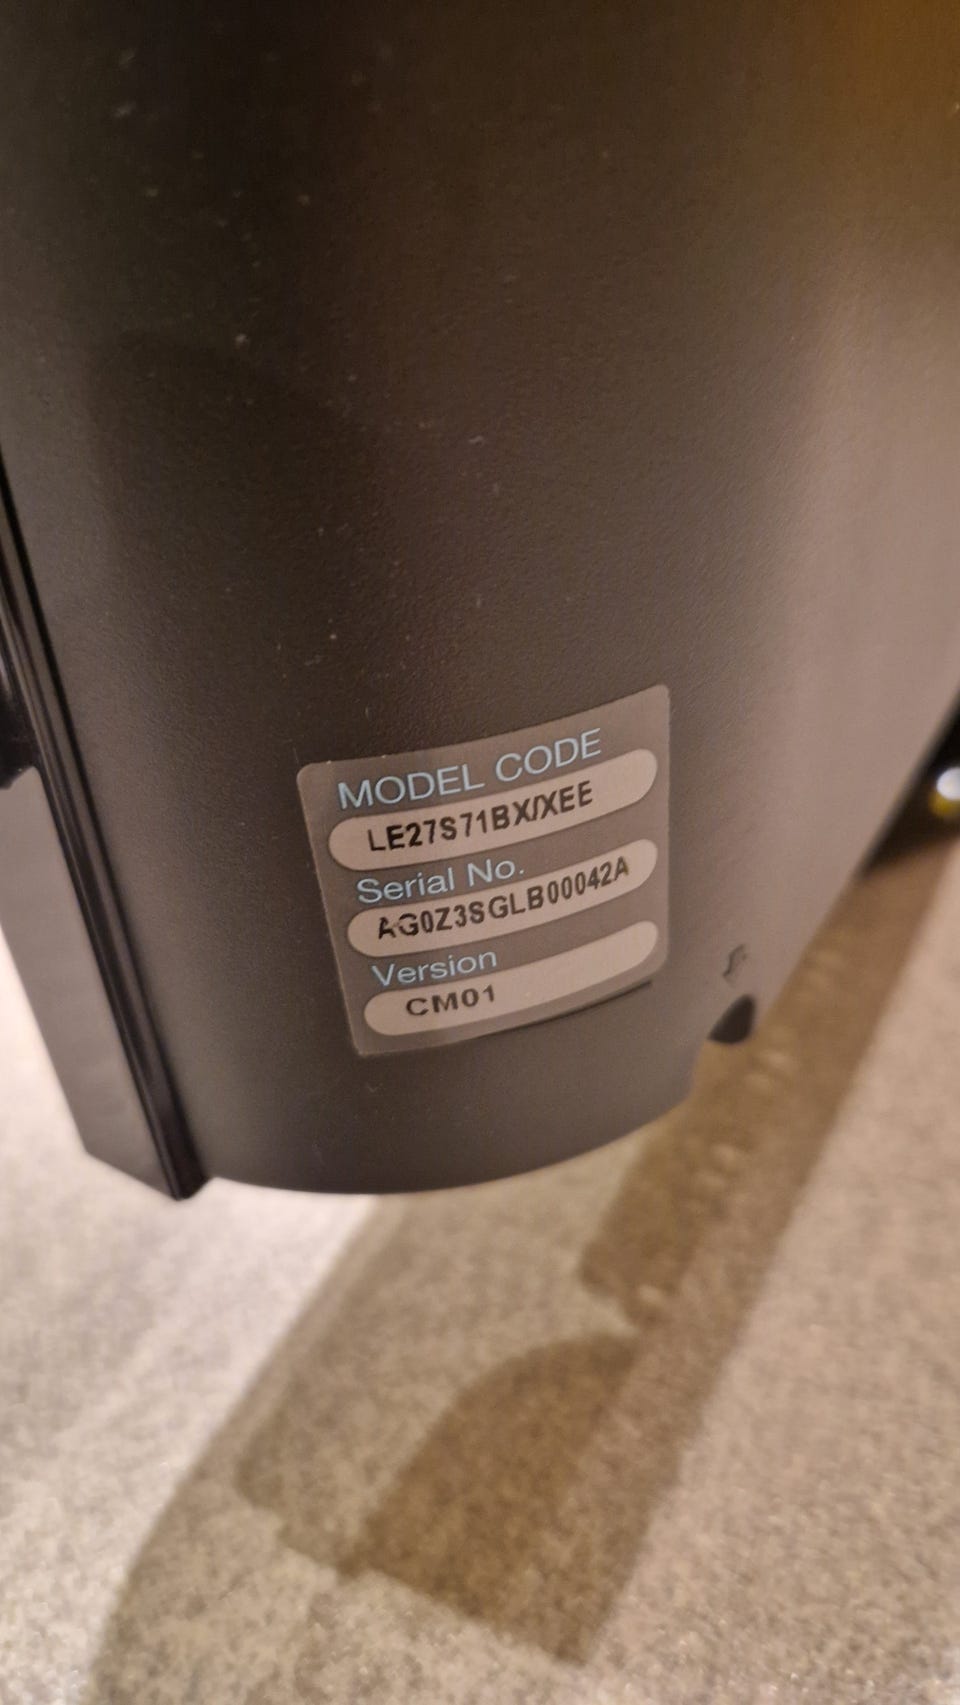 MODEL CODE
LE27S71BX/XEE
Serial No.
AG0Z3SGLB00042A
Version
CM01